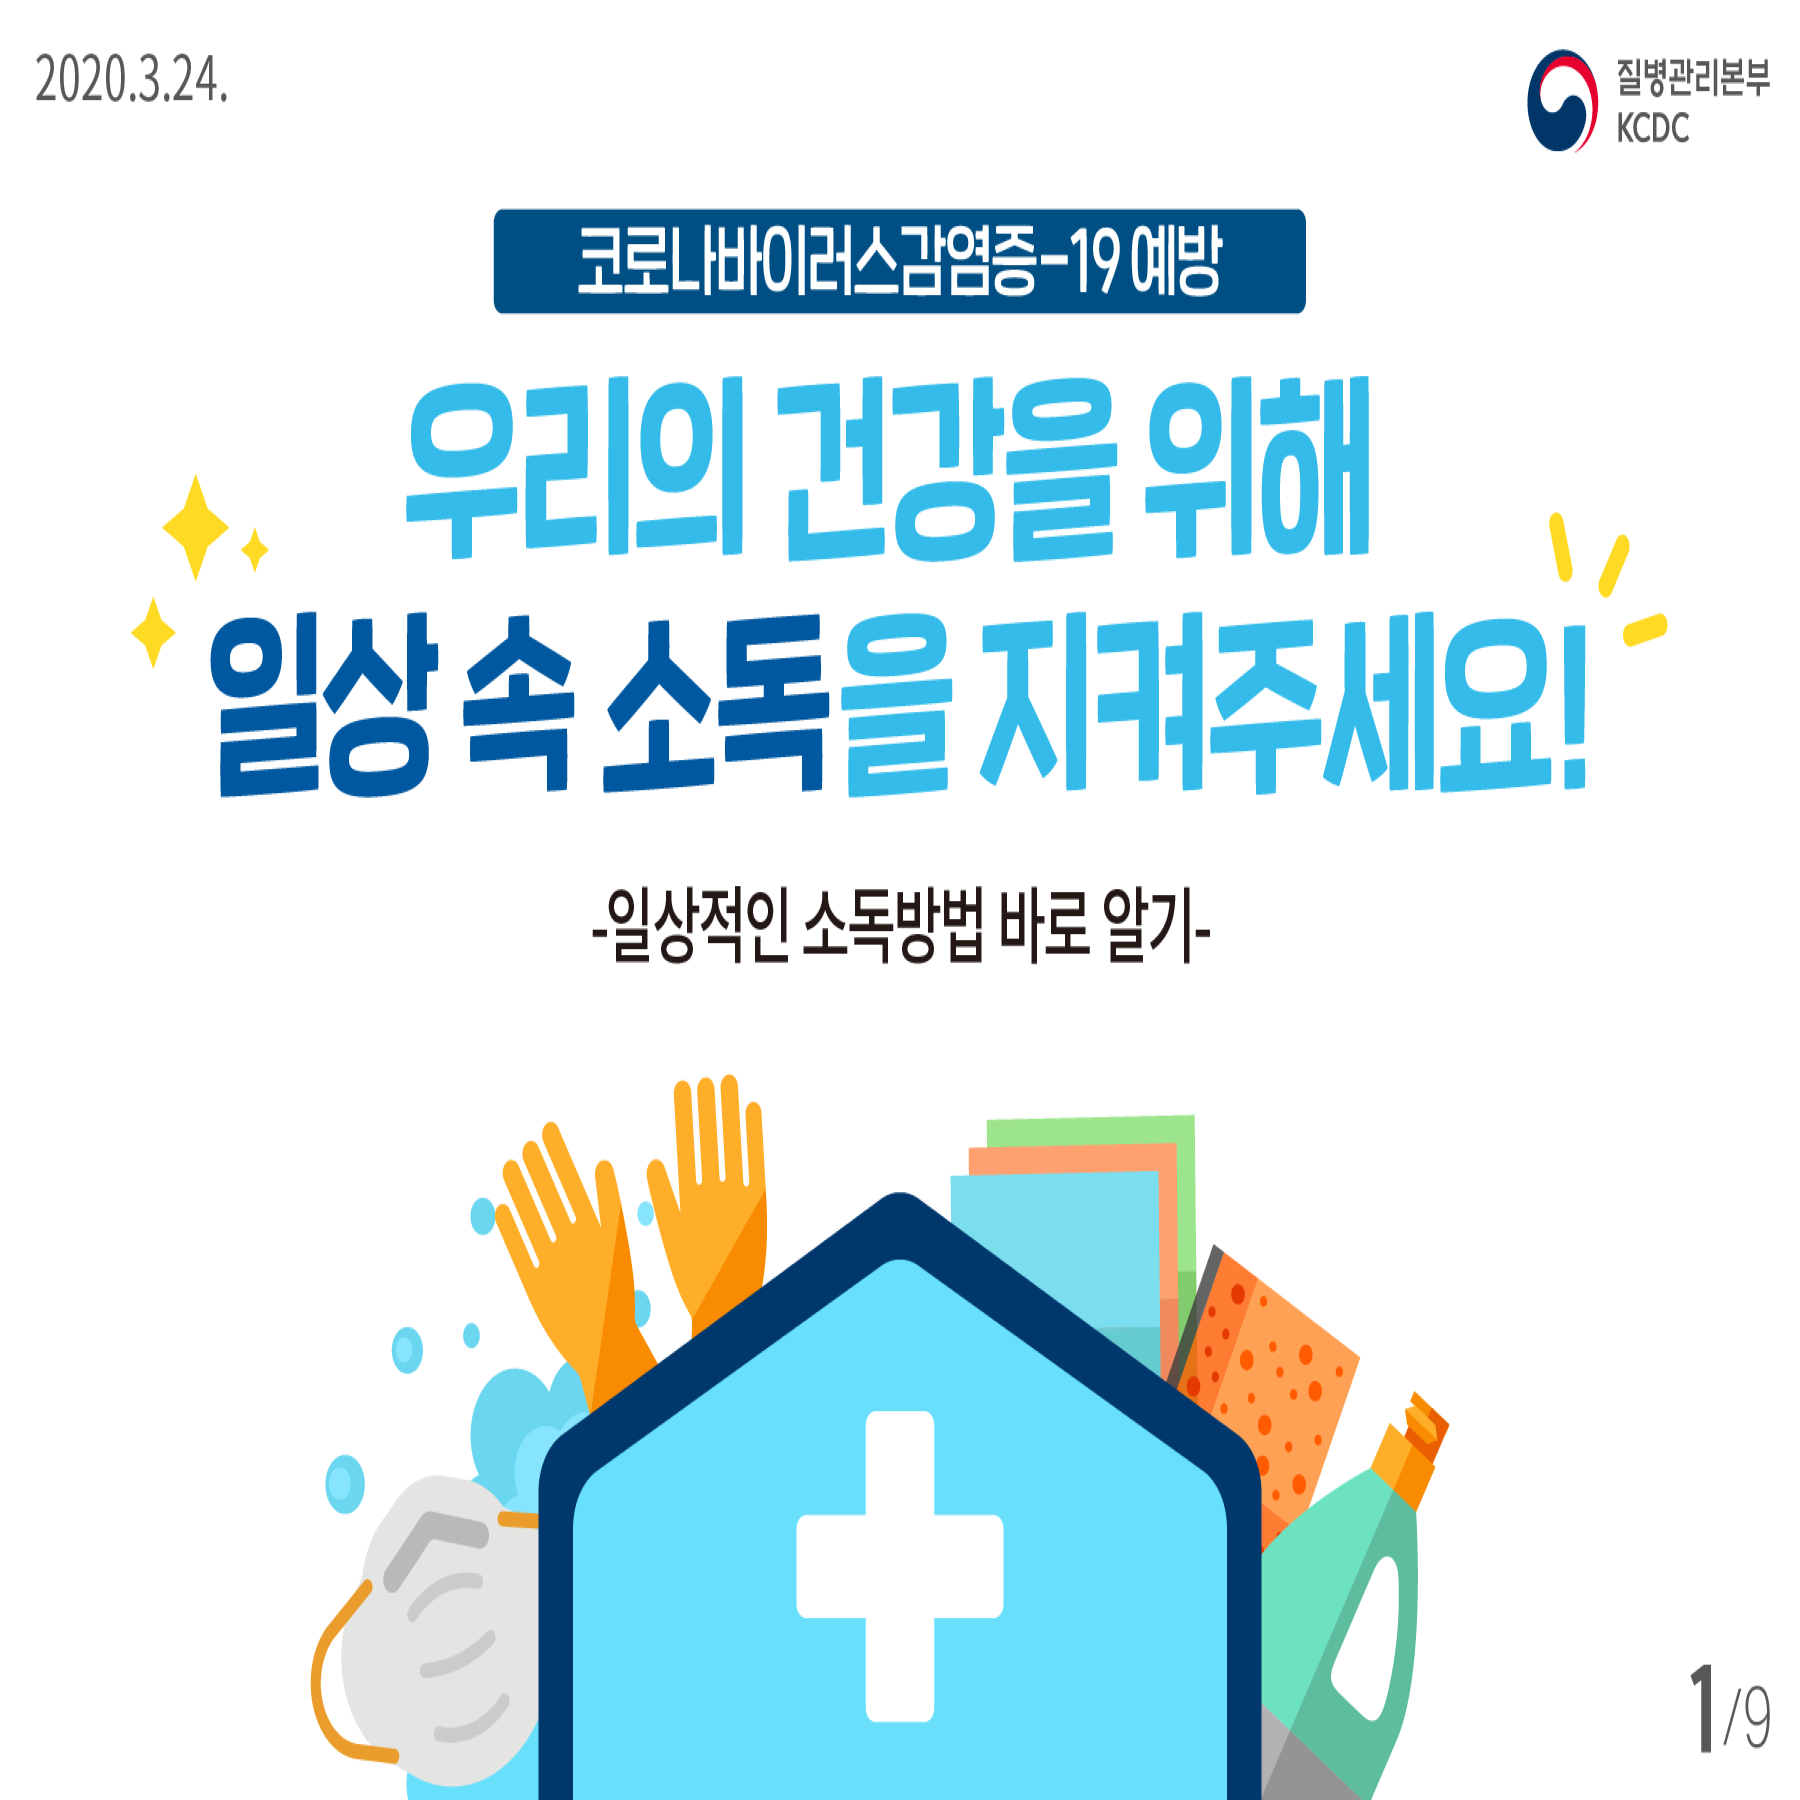 2020.3.24.
질병관리본부
KCDC
코로나바이러스감염증-19 예방
우리의 건강을 위해
일상 속 소독을 지켜주세요!
-일상적인 소독방법 바로 알기-
1/9